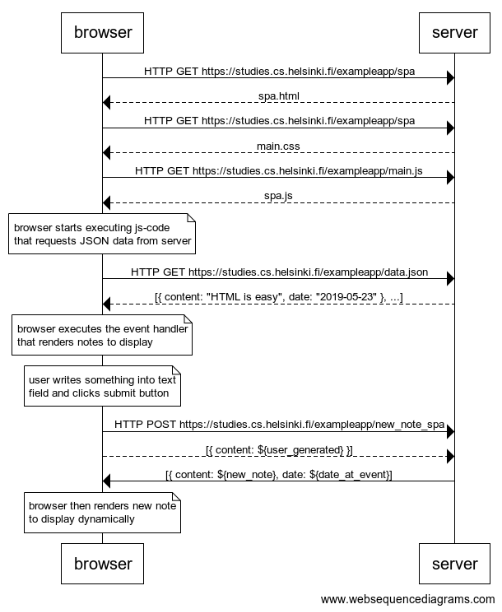 browser
server
HTTP GET https://studies.cs.helsinki.fi/exampleapp/spa
spa.html
HTTP GET https://studies.cs.helsinki.fi/exampleapp/spa
main.css
HTTP GET https://studies.cs.helsinki.fi/exampleapp/main.js
spa.js
browser starts executing js-code
that requests JSON data from server
HTTP GET https://studies.cs.helsinki.fi/exampleapp/data.json
[{ content: "HTML is easy", date: "2019-05-23" }, ...]
browser executes the event handler
that renders notes to display
user writes something into text
field and clicks submit button
HTTP POST https://studies.cs.helsinki.fi/exampleapp/new_note_spa
[{ content: ${user_generated} }]
[{ content: ${new_note}, date: ${date_at_event}]
browser then renders new note
to display dynamically
browser
server
www.websequencediagrams.com